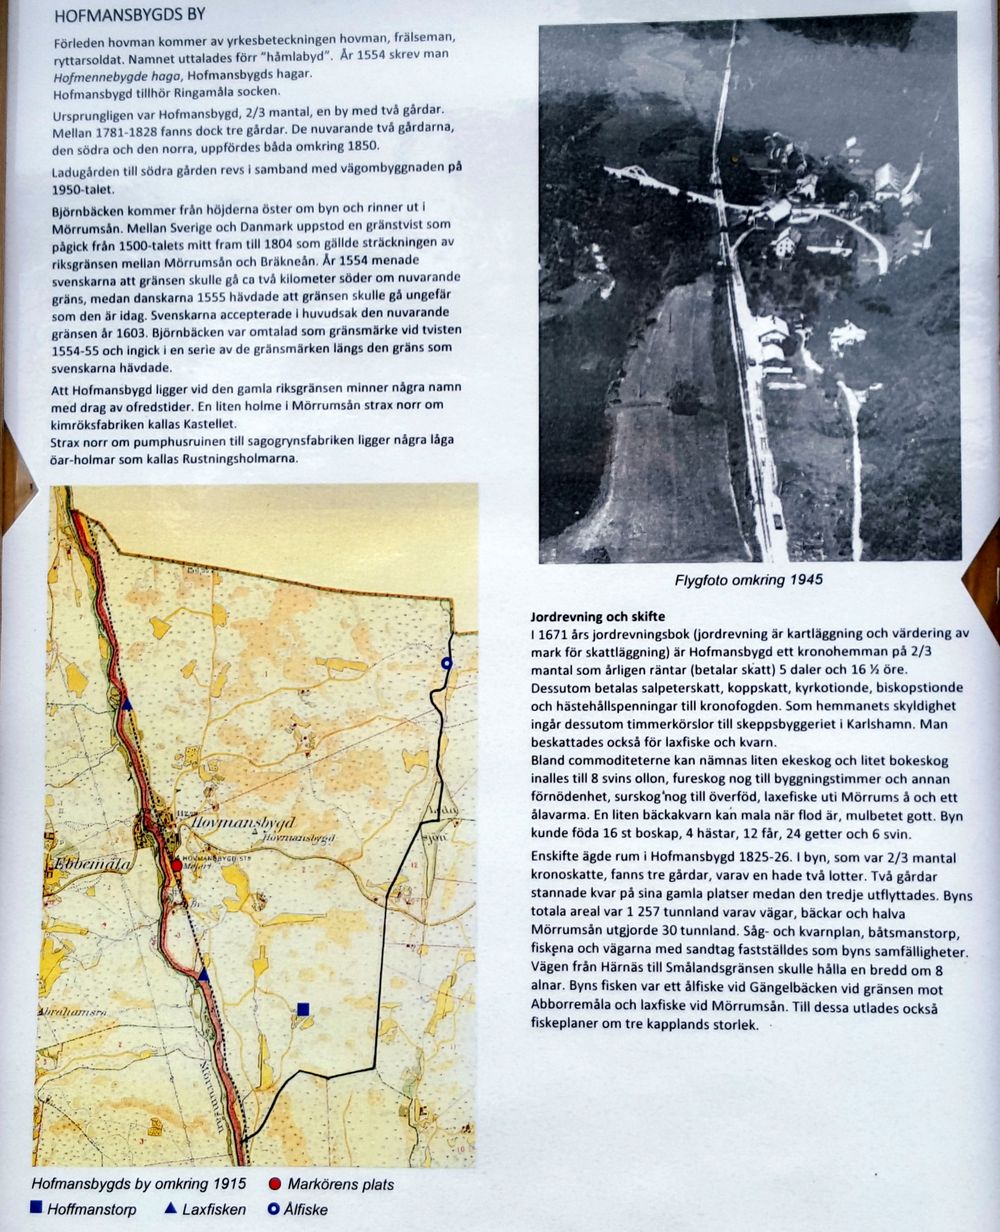 HOFMANSBYGDS BY
Förleden hovman kommer av yrkesbeteckningen hovman, frälseman,
ryttarsoldat. Namnet uttalades förr ”håmlabyd”. År 1554 skrev man
Hofmennebygde haga, Hofmansbygds hagar.
Hofmansbygd tillhör Ringamåla socken.
Ursprungligen var Hofmansbygd, 2/3 mantal, en by med två gårdar.
Mellan 1781-1828 fanns dock tre gårdar. De nuvarande två gårdarna,
den södra och den norra, uppfördes båda omkring 1850.
Ladugården till södra gården revs i samband med vägombyggnaden på
1950-talet.
Björnbäcken kommer från höjderna öster om byn och rinner ut i
Mörrumsån. Mellan Sverige och Danmark uppstod en gränstvist som
pågick från 1500-talets mitt fram till 1804 som gällde sträckningen av
riksgränsen mellan Mörrumsån och Bräkneån. År 1554 menade
svenskarna att gränsen skulle gå ca två kilometer söder om nuvarande
gräns, medan danskarna 1555 hävdade att gränsen skulle gå ungefär
som den är idag. Svenskarna accepterade i huvudsak den nuvarande
gränsen år 1603. Björnbäcken var omtalad som gränsmärke vid tvisten
1554-55 och ingick i en serie av de gränsmärken längs den gräns som
svenskarna hävdade.
Att Hofmansbygd ligger vid den gamla riksgränsen minner några namn
med drag av ofredstider. En liten holme i Mörrumsån strax norr om
kimröksfabriken kallas Kastellet.
Strax norr om pumphusruinen till sagogrynsfabriken ligger några låga
öar-holmar som kallas Rustningsholmarna.
Hovmansbygd
Hovmansbygd
HOVMANSBYGD STN
Mejeri
Ebbemåla
Abrahamsrå
Mörrumsån
Hofmansbygds by omkring 1915
Markörens plats
Hoffmanstorp
Laxfisken
Ålfiske
Flygfoto omkring 1945
Jordrevning och skifte
I 1671 års jordrevningsbok (jordrevning är kartläggning och värdering av
mark för skattläggning) är Hofmansbygd ett kronohemman på 2/3
mantal som årligen räntar (betalar skatt) 5 daler och 16 ½ öre.
Dessutom betalas salpeterskatt, koppskatt, kyrkotionde, biskopstionde
och hästehållspenningar till kronofogden. Som hemmanets skyldighet
ingår dessutom timmerkörslor till skeppsbyggeriet i Karlshamn. Man
beskattades också för laxfiske och kvarn.
Bland commoditeterne kan nämnas liten ekeskog och litet bokeskog
inalles till 8 svins ollon, fureskog nog till byggningstimmer och annan
förnödenhet, surskog nog till överföd, laxefiske uti Mörrums å och ett
ålavarma. En liten bäckakvarn kan mala när flod är, mulbetet gott. Byn
kunde föda 16 st boskap, 4 hästar, 12 får, 24 getter och 6 svin.
Enskifte ägde rum i Hofmansbygd 1825-26. I byn, som var 2/3 mantal
kronoskatte, fanns tre gårdar, varav en hade två lotter. Två gårdar
stannade kvar på sina gamla platser medan den tredje utflyttades. Byns
totala areal var 1 257 tunnland varav vägar, bäckar och halva
Mörrumsån utgjorde 30 tunnland. Såg- och kvarnplan, båtsmanstorp,
fiskena och vägarna med sandtag fastställdes som byns samfälligheter.
Vägen från Härnäs till Smålandsgränsen skulle hålla en bredd om 8
alnar. Byns fisken var ett ålfiske vid Gängelbäcken vid gränsen mot
Abborremåla och laxfiske vid Mörrumsån. Till dessa utlades också
fiskeplaner om tre kapplands storlek.